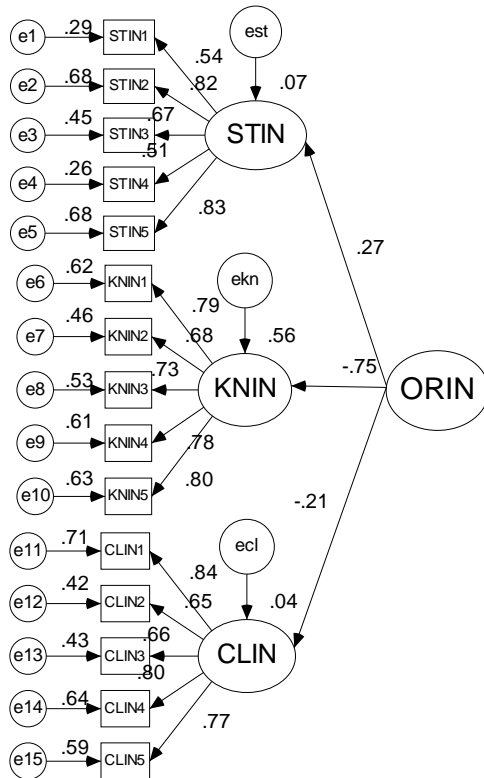 e1 .29 STIN1
est
.54
e2 .68 STIN2
.82 .07
e3 .45 STIN3 .67 STIN
.51
e4 .26 STIN4
e5 .68 STIN5 .83
.27
e6 .62 KNIN1
ekn
.79
e7 .46 KNIN2 .68 .56
-.75
e8 .53 KNIN3 .73 KNIN ORIN
e9 .61 KNIN4 .78
e10 .63 KNIN5 .80
-.21
e11 .71 CLIN1 ecl
.84
e12 .42 CLIN2 .65 .04
e13 .43 CLIN3 .66 CLIN
.80
e14 .64 CLIN4
.77
e15 .59 CLIN5